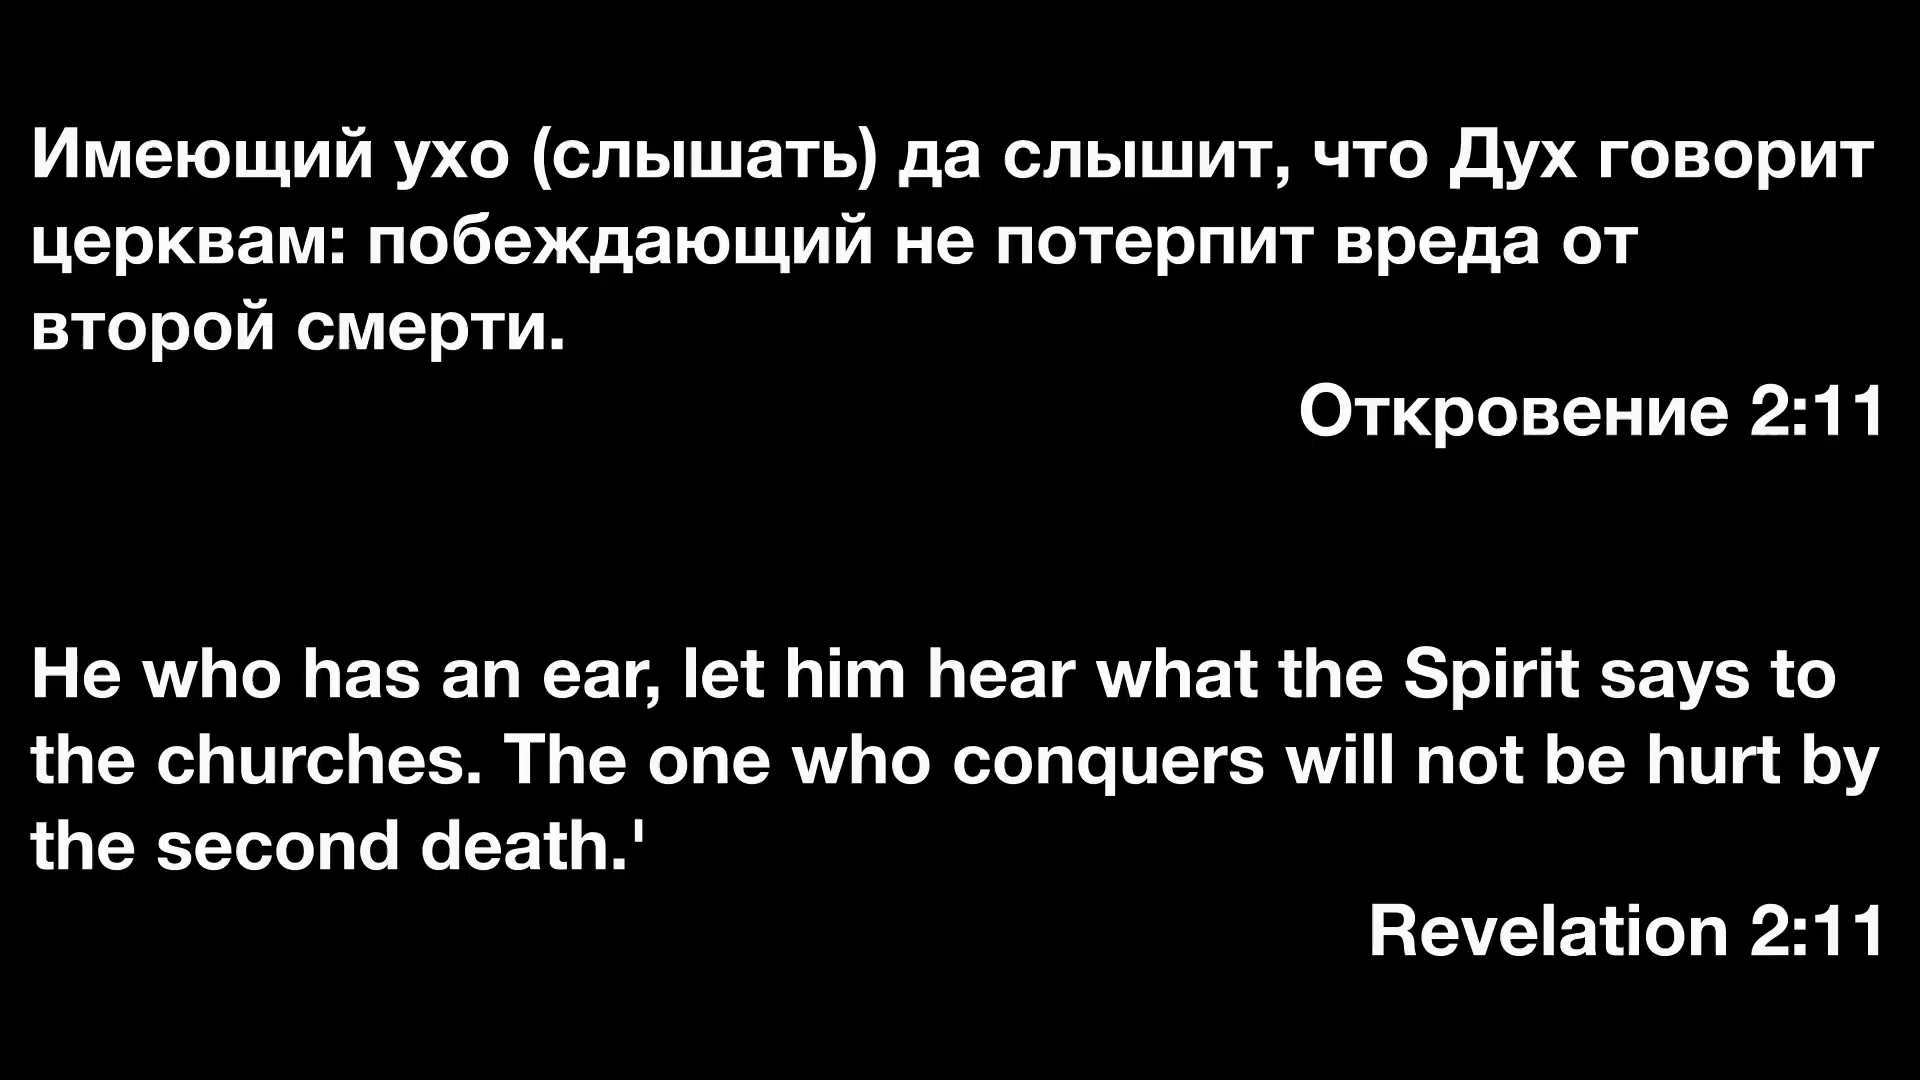 Имеющий ухо (слышать) да слышит, что Дух говорит
церквам: побеждающий не потерпит вреда от
второй смерти.
Откровение 2:11
He who has an ear, let him hear what the Spirit says to
the churches. The one who conquers will not be hurt by
the second death.'
Revelation 2:11